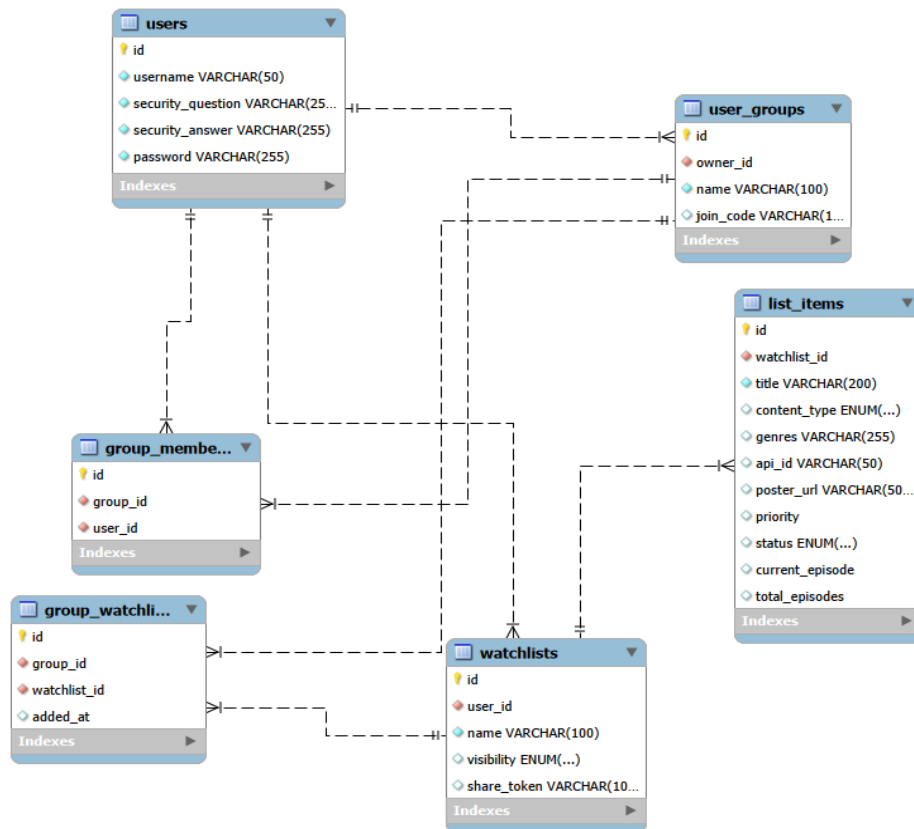 users
id
username VARCHAR(50)
security_question VARCHAR(25...
security_answer VARCHAR(255)
password VARCHAR(255)
Indexes
user_groups
id
owner_id
name VARCHAR(100)
join_code VARCHAR(1...
Indexes
list_items
id
watchlist_id
title VARCHAR(200)
content_type ENUM(...)
genres VARCHAR(255)
api_id VARCHAR(50)
poster_url VARCHAR(50...
priority
status ENUM(...)
current_episode
total_episodes
Indexes
group_membe...
id
group_id
user_id
Indexes
group_watchli...
id
group_id
watchlist_id
added_at
Indexes
watchlists
id
user_id
name VARCHAR(100)
visibility ENUM(...)
share_token VARCHAR(10...
Indexes